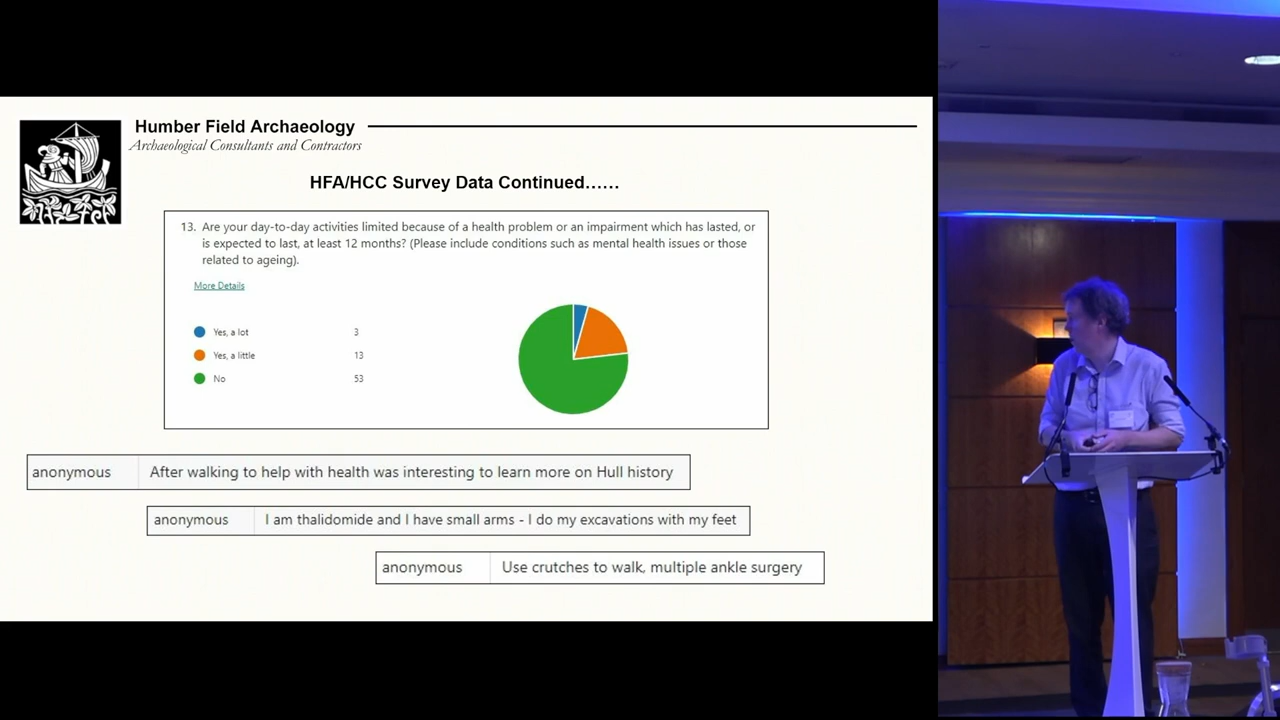 Humber Field Archaeology
Archaeological Consultants and Contractors
HFA/HCC Survey Data Continued……
13. Are your day-to-day activities limited because of a health problem or an impairment which has lasted, or
is expected to last, at least 12 months? (Please include conditions such as mental health issues or those
related to ageing).
More Details
Yes, a lot 3
Yes, a little 13
No 53
anonymous After walking to help with health was interesting to learn more on Hull history
anonymous I am thalidomide and I have small arms - I do my excavations with my feet
anonymous Use crutches to walk, multiple ankle surgery